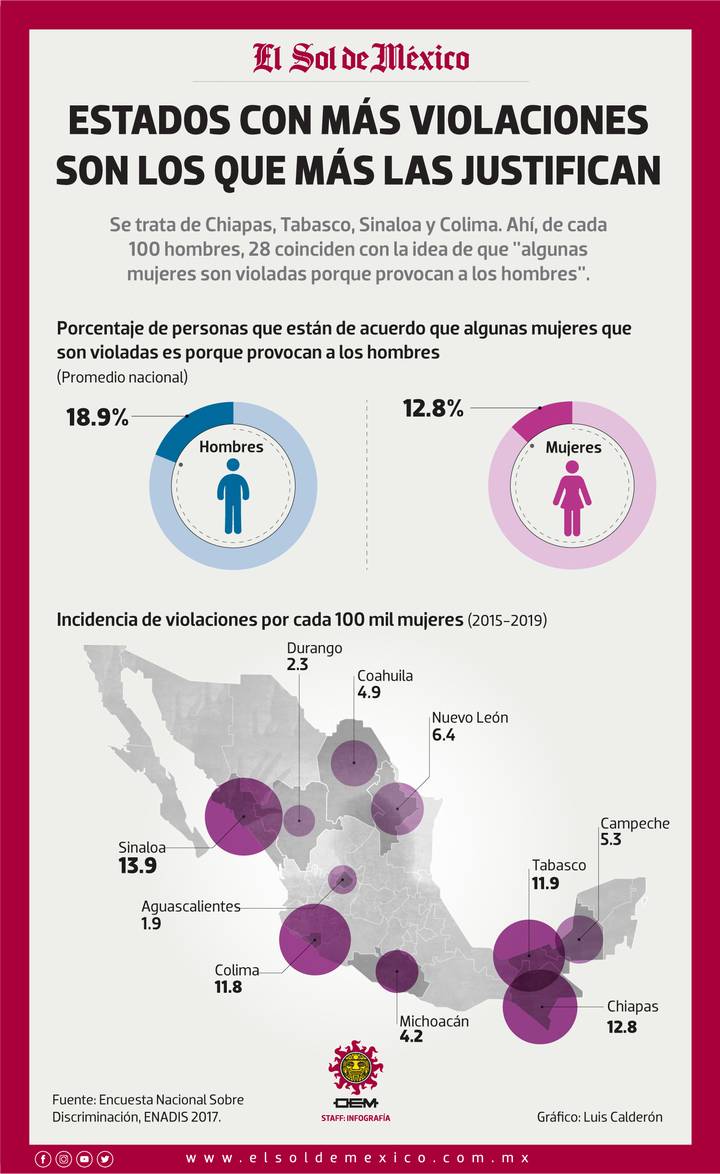 El Sol de México
ESTADOS CON MÁS VIOLACIONES
SON LOS QUE MÁS LAS JUSTIFICAN
Se trata de Chiapas, Tabasco, Sinaloa y Colima. Ahí, de cada
100 hombres, 28 coinciden con la idea de que "algunas
mujeres son violadas porque provocan a los hombres".
Porcentaje de personas que están de acuerdo que algunas mujeres que
son violadas es porque provocan a los hombres
(Promedio nacional)
18.9%
Hombres
12.8%
Mujeres
Incidencia de violaciones por cada 100 mil mujeres (2015-2019)
Durango
2.3
Coahuila
4.9
Nuevo León
6.4
Sinaloa
13.9
Campeche
5.3
Tabasco
11.9
Aguascalientes
1.9
Colima
11.8
Michoacán
4.2
Chiapas
12.8
OEM
STAFF: INFOGRAFÍA
Fuente: Encuesta Nacional Sobre
Discriminación, ENADIS 2017.
Gráfico: Luis Calderón
www.elsoldemexico.com.mx